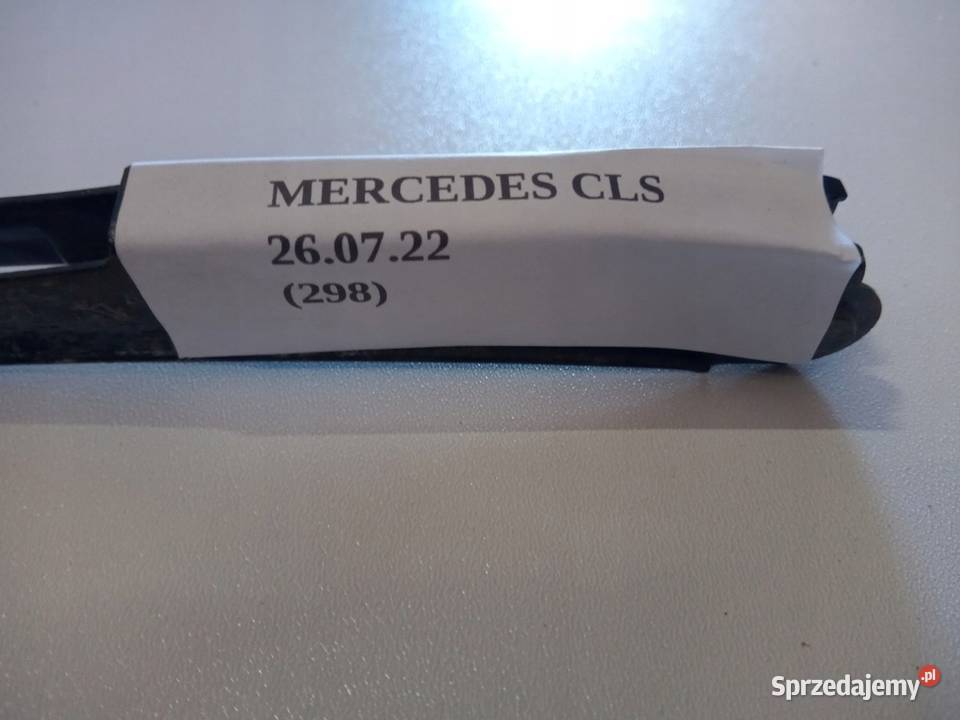 MERCEDES CLS
26.07.22
(298)
Sprzedajemy.pl